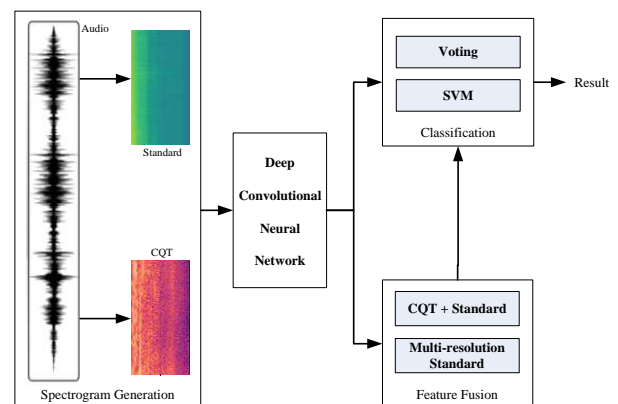 Audio
Standard
CQT
Spectrogram Generation
Deep
Convolutional
Neural
Network
Voting
SVM
Classification
Result
CQT + Standard
Multi-resolution
Standard
Feature Fusion